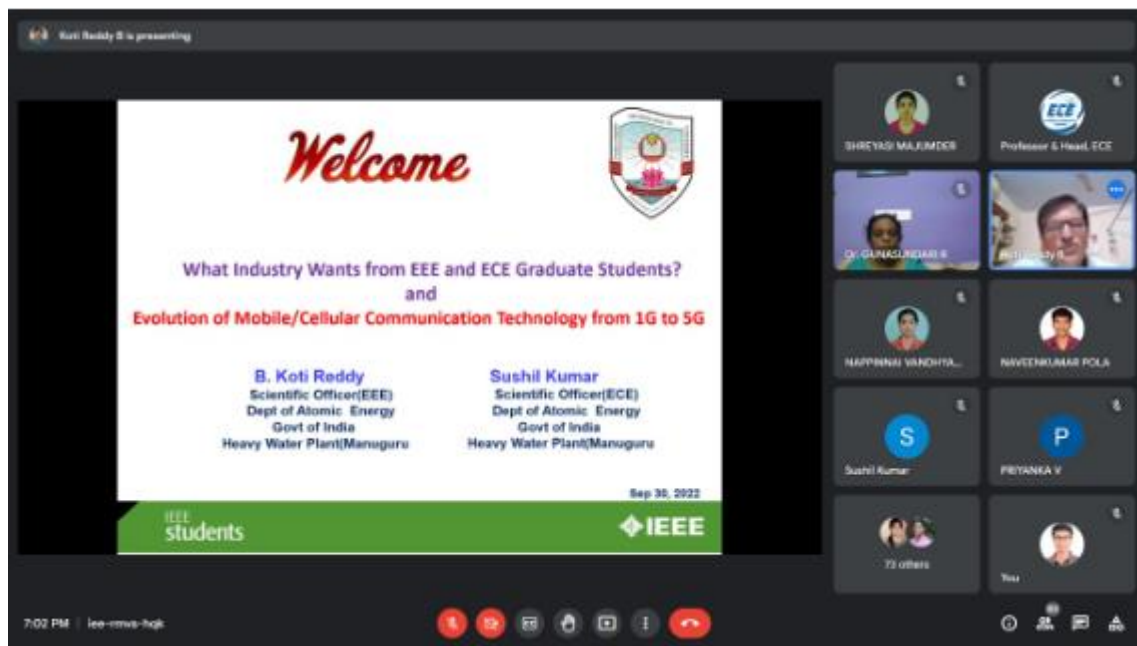 Koti Reddy B is presenting
Welcome
What Industry Wants from EEE and ECE Graduate Students?
and
Evolution of Mobile/Cellular Communication Technology from 1G to 5G
B. Koti Reddy
Scientific Officer(EEE)
Dept of Atomic Energy
Govt of India
Heavy Water Plant(Manuguru
Sushil Kumar
Scientific Officer(ECE)
Dept of Atomic Energy
Govt of India
Heavy Water Plant(Manuguru
Sep 30, 2022
IEEE
students
IEEE
SHREYASI MAJUMDER
ECE
Professor & Head, ECE
Dr. GUNASUNDARI R
Koti Reddy B
NAPPINNAI VANDHYA...
NAVEENKUMAR POLA
S
Sushil Kumar
P
PRIYANKA V
73 others
You
7:02 PM